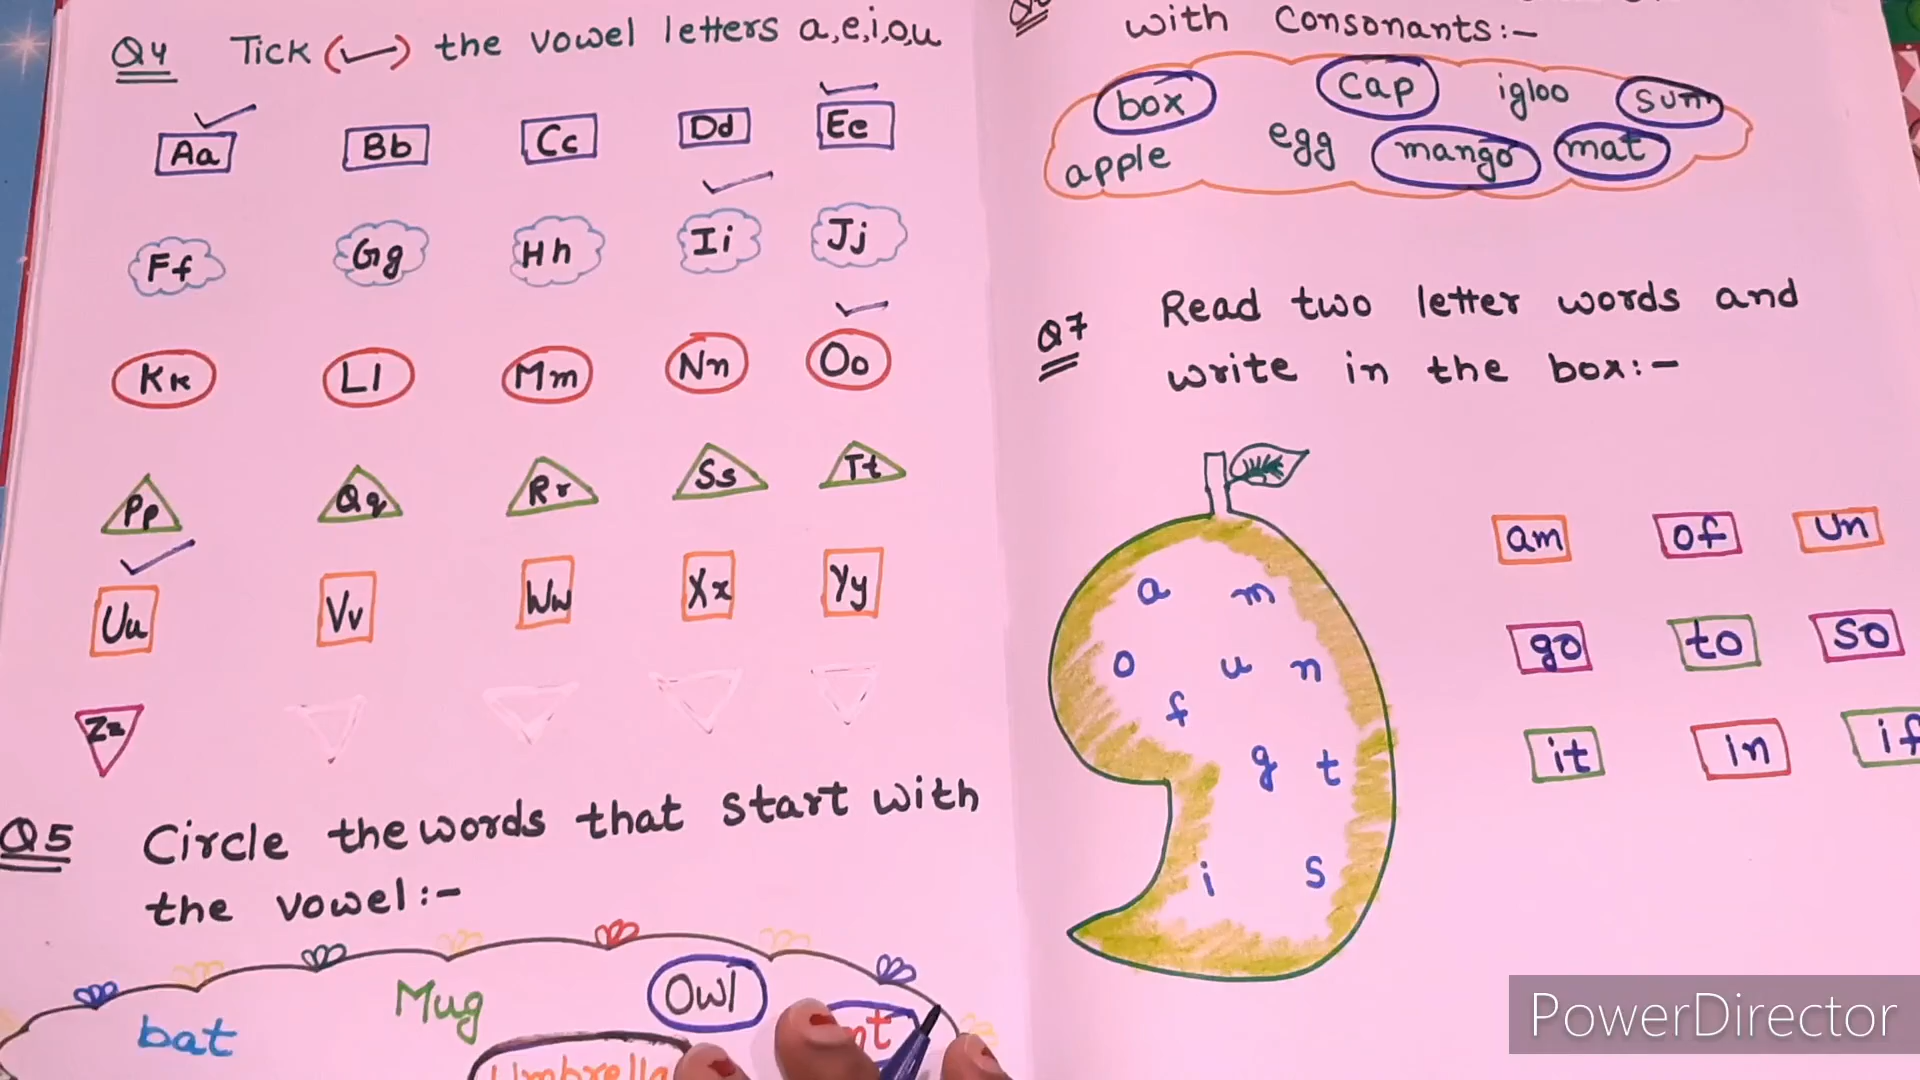 Q4 Tick (✓) the vowel letters a,e,i,o,u
Aa Bb Cc Dd Ee
Ff Gg Hh Ii Jj
Kk Ll Mm Nn Oo
Pp Qq Rr Ss Tt
Uu Vv Ww Xx Yy
Zz
Q5 Circle the words that start with
the vowel:-
bat Mug Owl
Umbrella
with consonants:-
box cap igloo sum
apple egg mango mat
Q7 Read two letter words and
write in the box:-
a m
o u n
f
g t
i s
am of un
go to so
it in if
PowerDirector